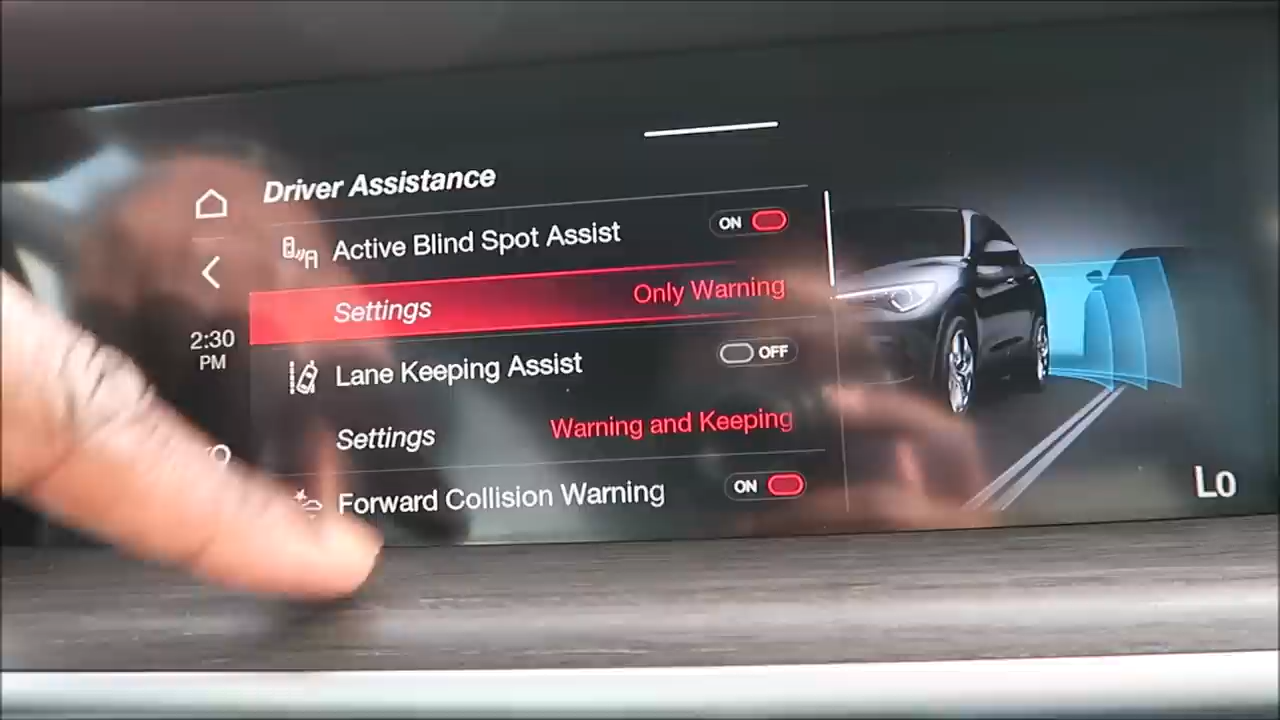 Driver Assistance
Active Blind Spot Assist ON
Settings Only Warning
2:30
PM
Lane Keeping Assist OFF
Settings Warning and Keeping
Forward Collision Warning ON
Lo